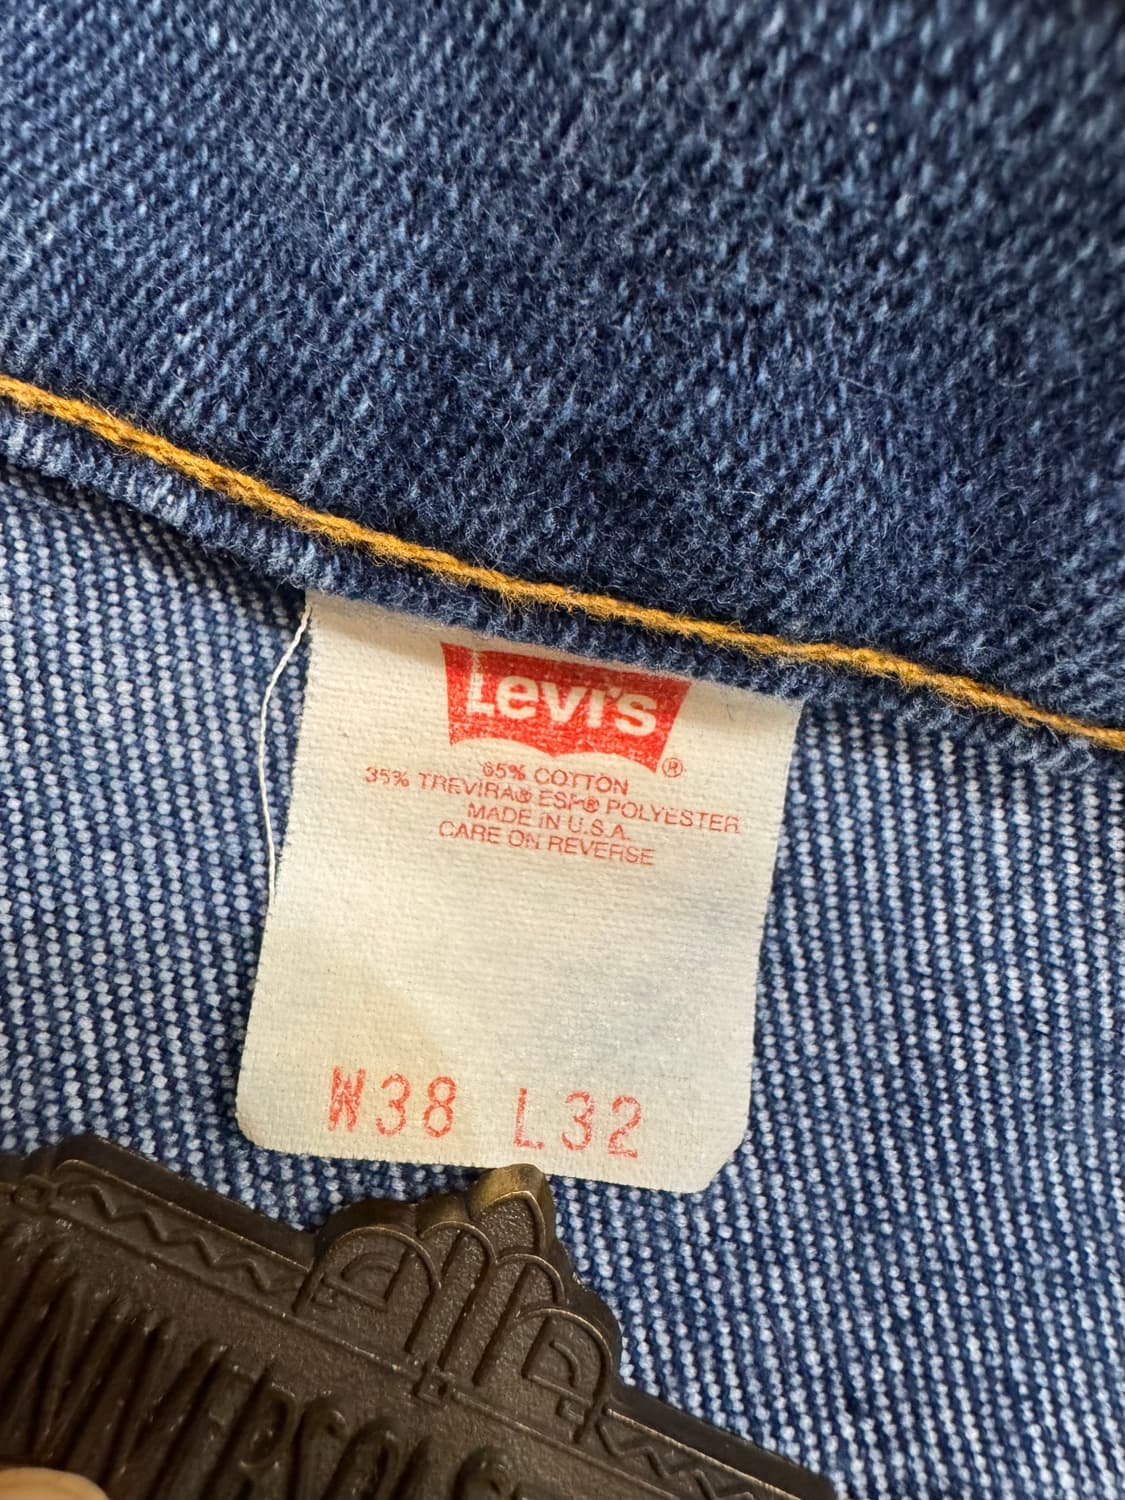 Levi's ®
65% COTTON
35% TREVIRA® ESP® POLYESTER
MADE IN U.S.A.
CARE ON REVERSE
W38 L32